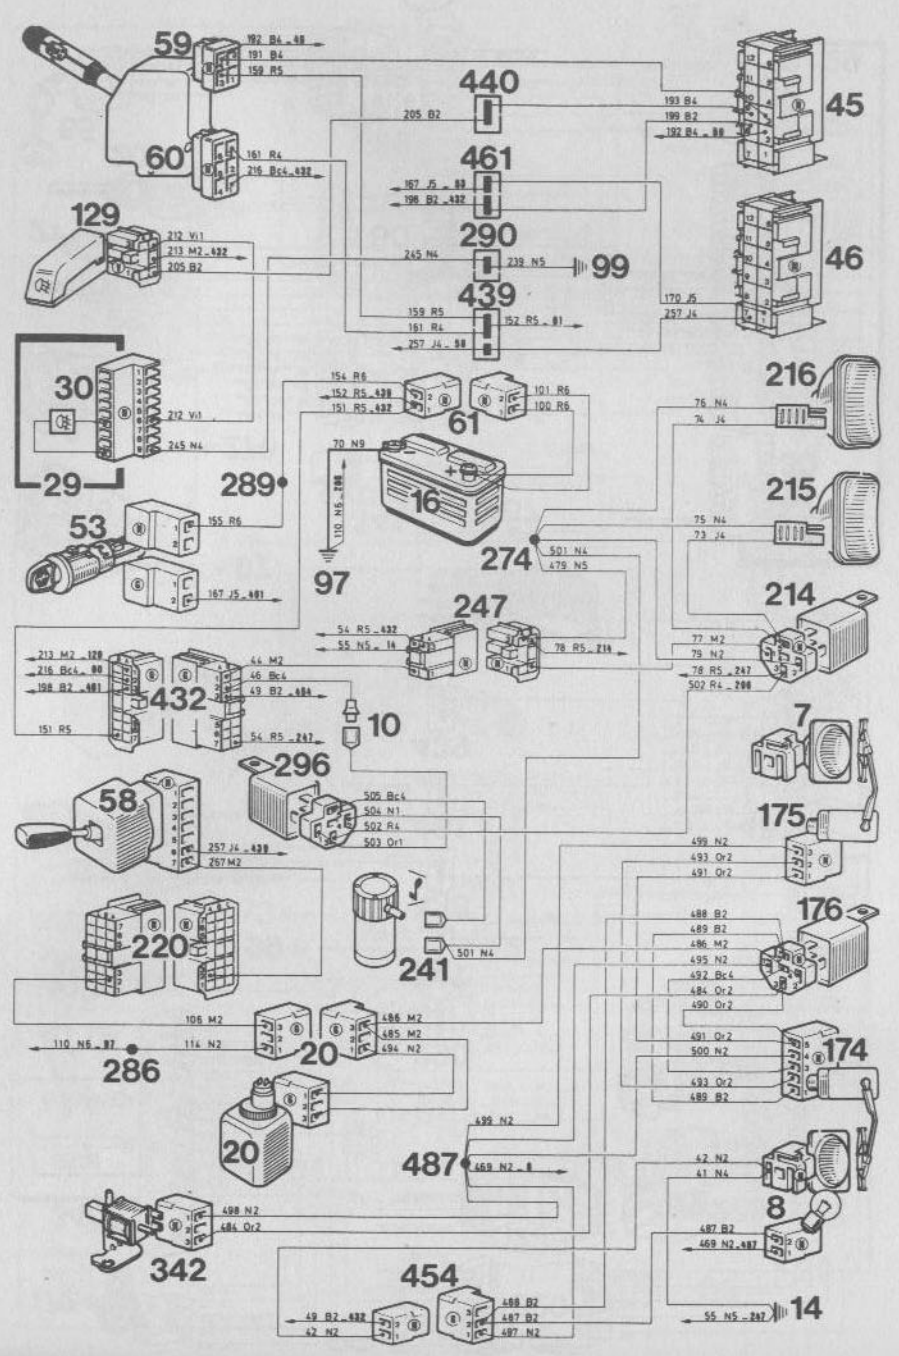 59
192 B4 _ 46
191 B4
159 R5
440
205 B2
193 B4
199 B2
45
60
161 R4
216 Bc4 _ 432
461
167 J5 _ 53
198 B2 _ 432
129
212 Vi1
213 M2 _ 432
205 B2
290
245 N4
239 N5
99
46
439
159 R5
161 R4
152 R5 _ 61
170 J5
257 J4
30
212 Vi1
245 N4
29
154 R6
152 R5 _ 439
151 R5 _ 432
61
101 R6
100 R6
216
76 N4
74 J4
70 N9
16
289
110 N6 _ 286
97
53
155 R6
167 J5 _ 461
274
75 N4
73 J4
501 N4
479 N5
215
247
54 R5 _ 432
55 N5 _ 14
78 R5 _ 214
214
77 M2
79 N2
78 R5 _ 247
502 R4 _ 296
213 M2 _ 129
216 Bc4 _ 60
198 B2 _ 461
151 R5
432
44 M2
46 Bc4
49 B2 _ 454
54 R5 _ 247
10
7
58
257 J4 _ 439
267 M2
296
505 Bc4
504 N1
502 R4
503 Or1
175
499 N2
493 Or2
491 Or2
241
501 N4
220
176
488 B2
489 B2
486 M2
495 N2
492 Bc4
484 Or2
490 Or2
106 M2
110 N6 _ 97
114 N2
286
20
486 M2
485 M2
494 N2
174
491 Or2
500 N2
493 Or2
489 B2
20
487
499 N2
469 N2 _ 8
42 N2
41 N4
8
342
498 N2
484 Or2
487 B2
469 N2 _ 487
454
49 B2 _ 432
42 N2
488 B2
487 B2
497 N2
14
55 N5 _ 247